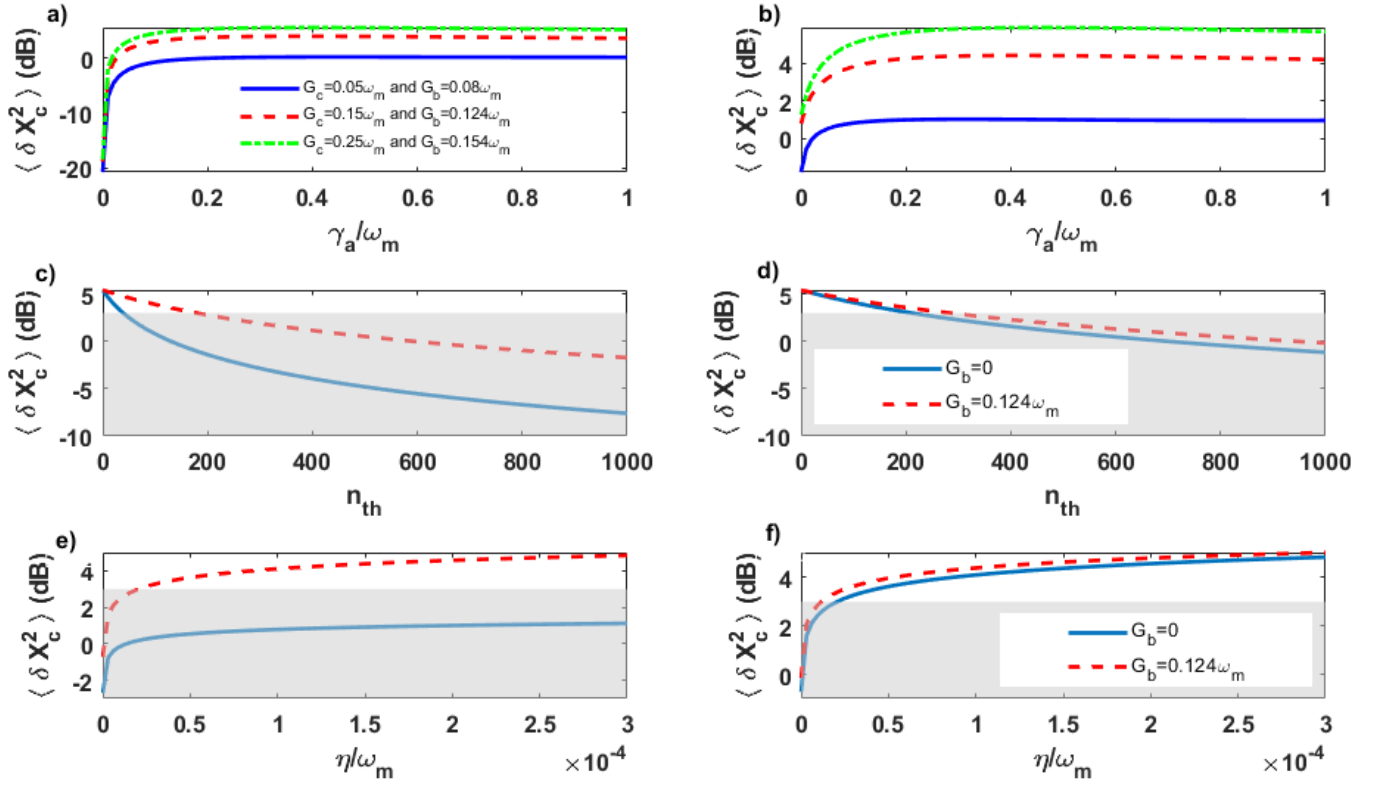 a)
⟨ δ X_c^2 ⟩ (dB)
0
-10
-20
G_c=0.05ω_m and G_b=0.08ω_m
G_c=0.15ω_m and G_b=0.124ω_m
G_c=0.25ω_m and G_b=0.154ω_m
0 0.2 0.4 0.6 0.8 1
γ_a/ω_m
b)
⟨ δ X_c^2 ⟩ (dB)
4
2
0
0 0.2 0.4 0.6 0.8 1
γ_a/ω_m
c)
⟨ δ X_c^2 ⟩ (dB)
5
0
-5
-10
0 200 400 600 800 1000
n_th
d)
⟨ δ X_c^2 ⟩ (dB)
5
0
-5
-10
G_b=0
G_b=0.124ω_m
0 200 400 600 800 1000
n_th
e)
⟨ δ X_c^2 ⟩ (dB)
4
2
0
-2
0 0.5 1 1.5 2 2.5 3
η/ω_m
×10^-4
f)
⟨ δ X_c^2 ⟩ (dB)
4
2
0
G_b=0
G_b=0.124ω_m
0 0.5 1 1.5 2 2.5 3
η/ω_m
×10^-4